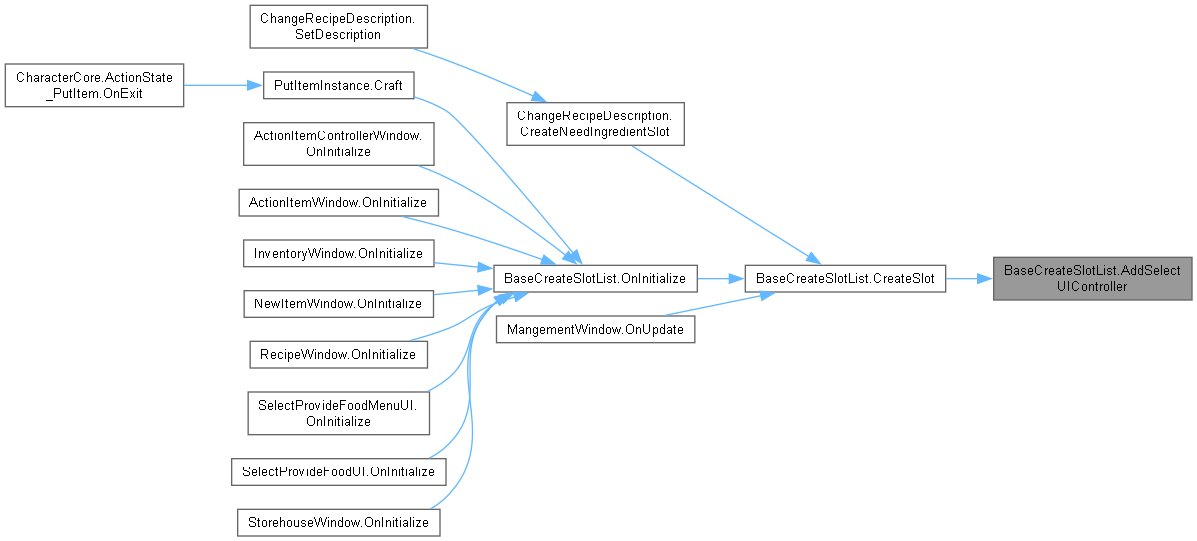 ChangeRecipeDescription.
SetDescription
CharacterCore.ActionState
_PutItem.OnExit
PutItemInstance.Craft
ChangeRecipeDescription.
CreateNeedIngredientSlot
ActionItemControllerWindow.
OnInitialize
ActionItemWindow.OnInitialize
InventoryWindow.OnInitialize
BaseCreateSlotList.OnInitialize
BaseCreateSlotList.CreateSlot
BaseCreateSlotList.AddSelect
UIController
NewItemWindow.OnInitialize
MangementWindow.OnUpdate
RecipeWindow.OnInitialize
SelectProvideFoodMenuUI.
OnInitialize
SelectProvideFoodUI.OnInitialize
StorehouseWindow.OnInitialize